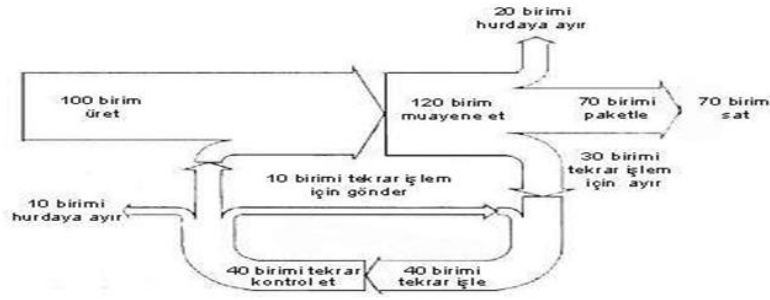 20 birimi
hurdaya ayır
100 birim
üret
120 birim
muayene et
70 birimi
paketle
70 birim
sat
30 birimi
tekrar işlem
için ayır
10 birimi tekrar işlem
için gönder
10 birimi
hurdaya ayır
40 birimi tekrar
kontrol et
40 birimi
tekrar işle